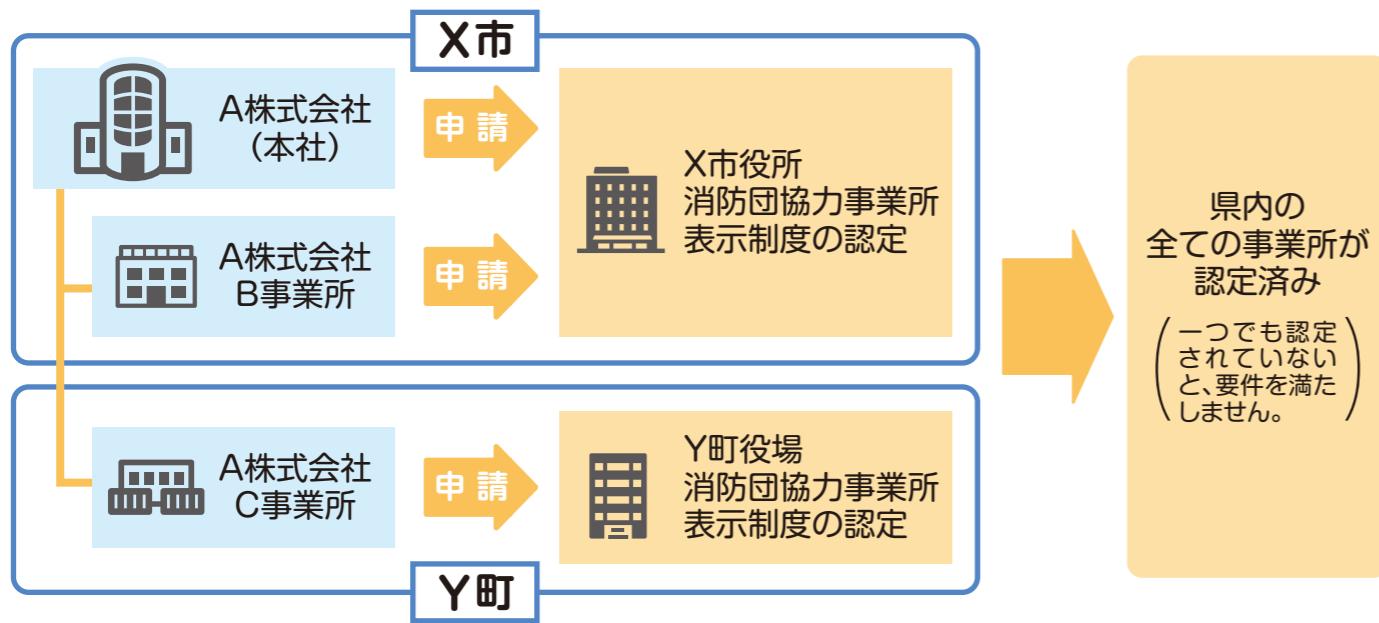 X市
A株式会社
(本社)
申請
A株式会社
B事業所
申請
X市役所
消防団協力事業所
表示制度の認定
A株式会社
C事業所
申請
Y町役場
消防団協力事業所
表示制度の認定
Y町
県内の
全ての事業所が
認定済み
(一つでも認定
されていない
と、要件を満た
しません。)